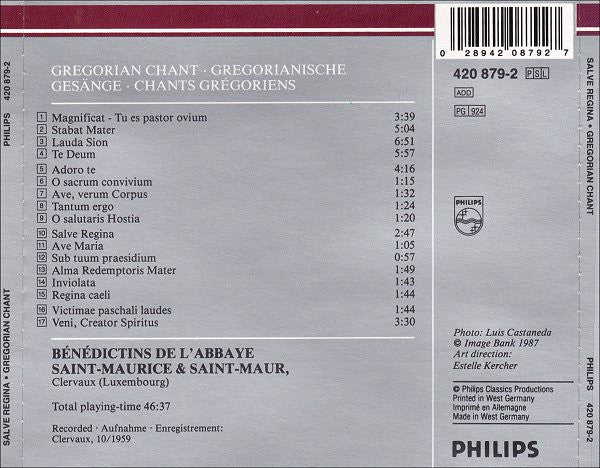 PHILIPS 420 879-2
SALVE REGINA • GREGORIAN CHANT
GREGORIAN CHANT · GREGORIANISCHE
GESÄNGE · CHANTS GRÉGORIENS
1 Magnificat - Tu es pastor ovium 3:39
2 Stabat Mater 5:04
3 Lauda Sion 6:51
4 Te Deum 5:57
5 Adoro te 4:16
6 O sacrum convivium 1:15
7 Ave, verum Corpus 1:32
8 Tantum ergo 1:24
9 O salutaris Hostia 1:20
10 Salve Regina 2:47
11 Ave Maria 1:05
12 Sub tuum praesidium 0:57
13 Alma Redemptoris Mater 1:49
14 Inviolata 1:43
15 Regina caeli 1:44
16 Victimae paschali laudes 1:44
17 Veni, Creator Spiritus 3:30
BÉNÉDICTINS DE L'ABBAYE
SAINT-MAURICE & SAINT-MAUR,
Clervaux (Luxembourg)
Total playing-time 46:37
Recorded · Aufnahme · Enregistrement:
Clervaux, 10/1959
0 28942 08792 7
420 879-2 PSL
ADD
PG 924
PHILIPS
Photo: Luis Castaneda
© Image Bank 1987
Art direction:
Estelle Kercher
© Philips Classics Productions
Printed in West Germany
Imprimé en Allemagne
Made in West Germany
PHILIPS
SALVE REGINA • GREGORIAN CHANT
PHILIPS
420 879-2